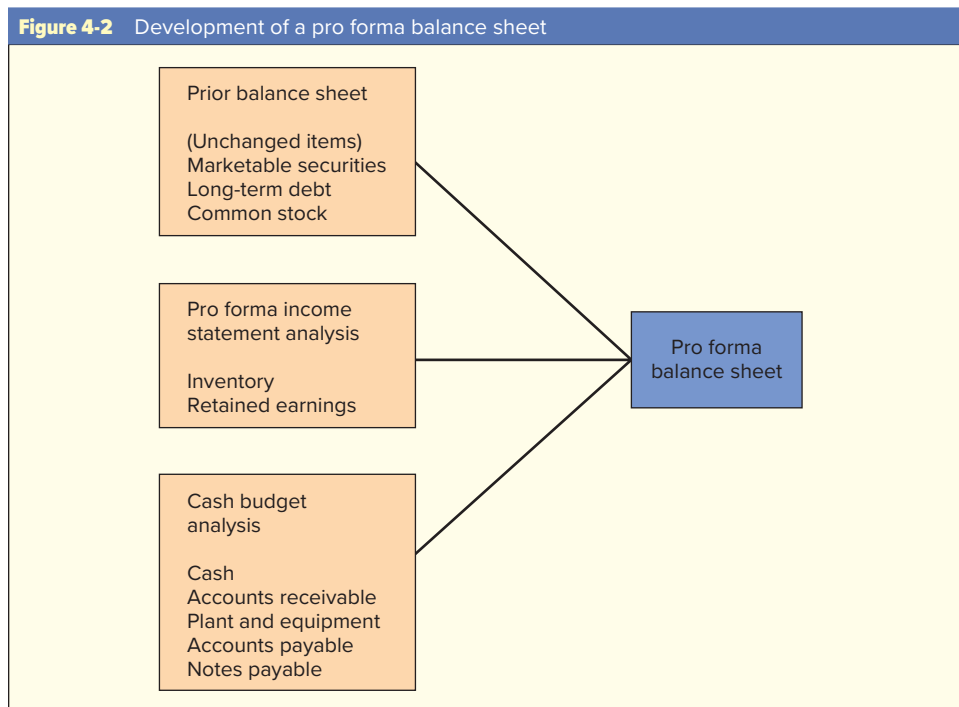 Figure 4-2 Development of a pro forma balance sheet
Prior balance sheet
(Unchanged items)
Marketable securities
Long-term debt
Common stock
Pro forma income
statement analysis
Inventory
Retained earnings
Cash budget
analysis
Cash
Accounts receivable
Plant and equipment
Accounts payable
Notes payable
Pro forma
balance sheet